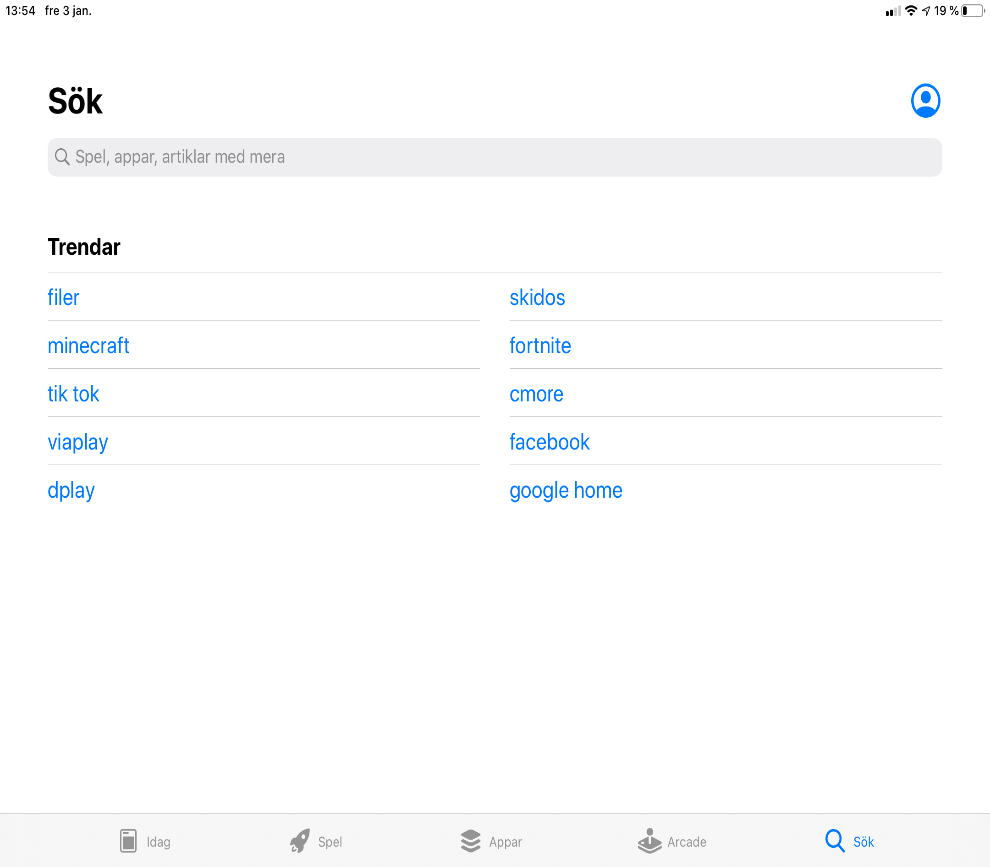 13:54 fre 3 jan. 19 %
Sök
Spel, appar, artiklar med mera
Trendar
filer skidos
minecraft fortnite
tik tok cmore
viaplay facebook
dplay google home
Idag Spel Appar Arcade Sök